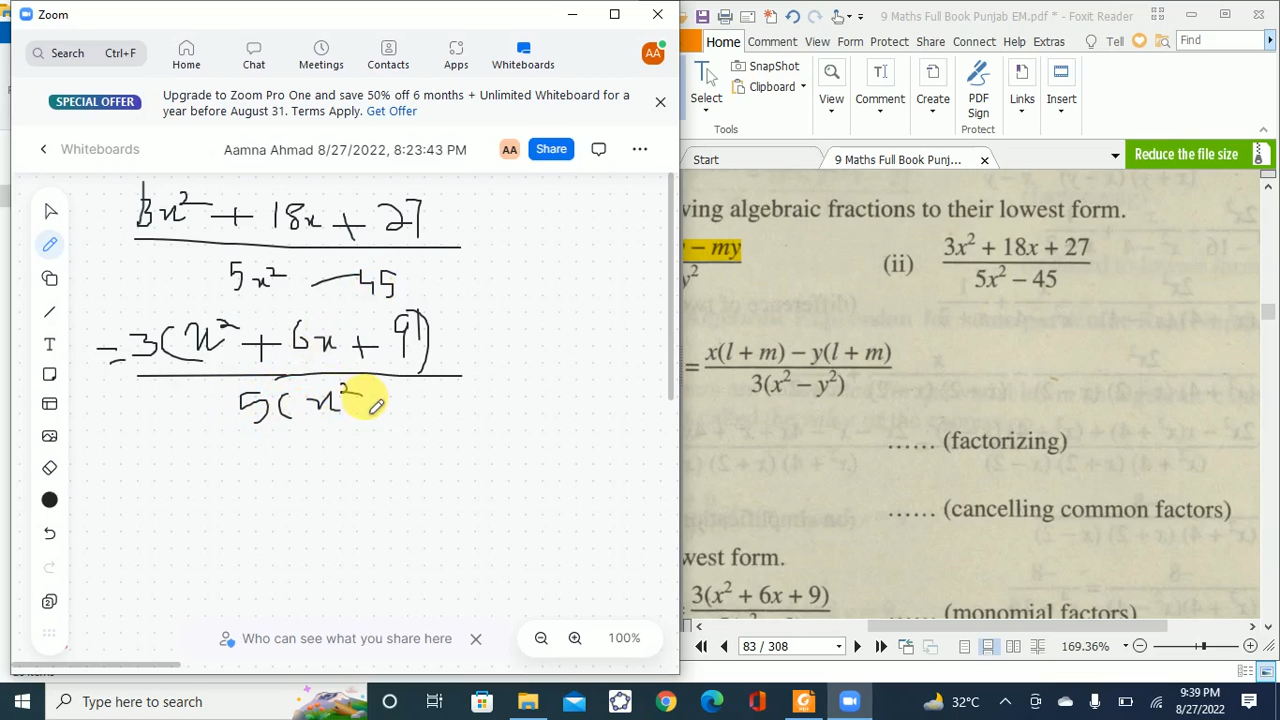 Zoom
Search Ctrl+F
Home
Chat
Meetings
Contacts
Apps
Whiteboards
AA
SPECIAL OFFER
Upgrade to Zoom Pro One and save 50% off 6 months + Unlimited Whiteboard for a
year before August 31. Terms Apply. Get Offer
Whiteboards
Aamna Ahmad 8/27/2022, 8:23:43 PM
AA
Share
3x² + 18x + 27
5x² - 45
= 3(x² + 6x + 9)
5(x²
Who can see what you share here
100%
9 Maths Full Book Punjab EM.pdf * - Foxit Reader
Home
Comment
View
Form
Protect
Share
Connect
Help
Extras
Tell
Find
Select
SnapShot
Clipboard
View
Comment
Create
PDF
Sign
Links
Insert
Tools
Protect
Start
9 Maths Full Book Punj...
Reduce the file size
ving algebraic fractions to their lowest form.
– my
y²
(ii) 3x² + 18x + 27
5x² – 45
= x(l + m) – y(l + m)
3(x² – y²)
...... (factorizing)
...... (cancelling common factors)
west form.
3(x² + 6x + 9)
(monomial factors)
83 / 308
169.36%
Type here to search
32°C
9:39 PM
8/27/2022